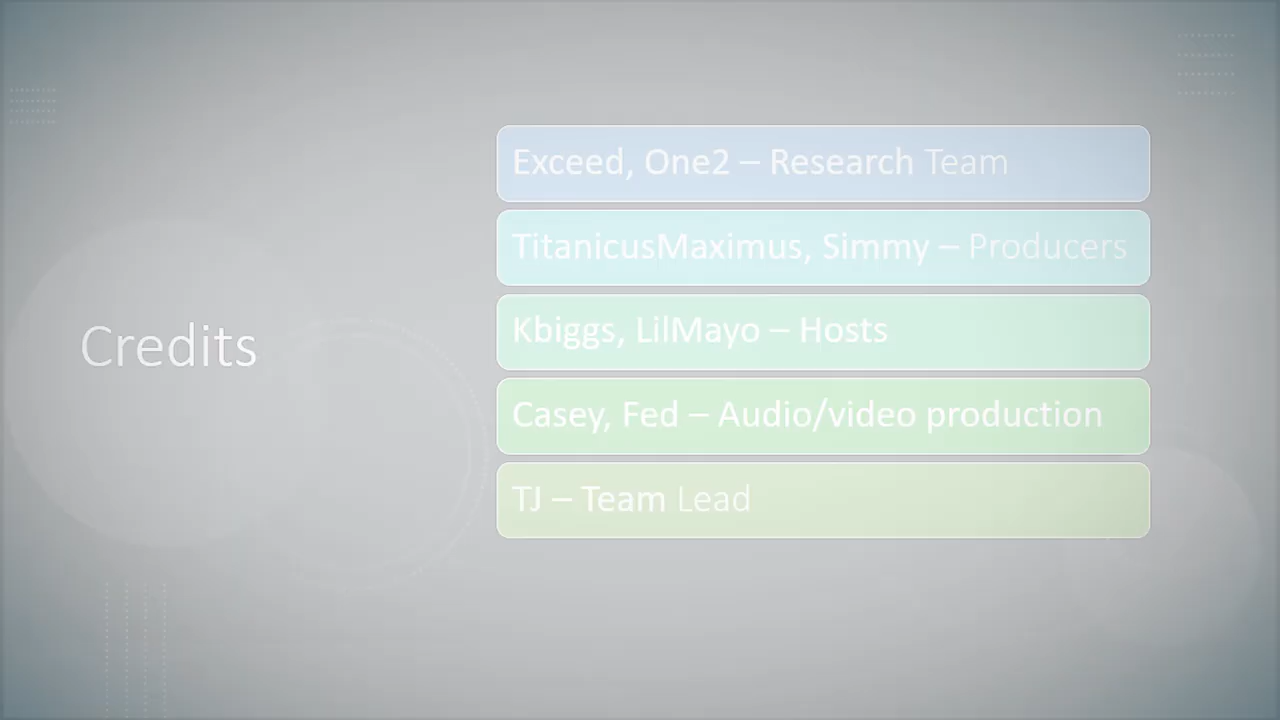 Credits
Exceed, One2 – Research Team
TitanicusMaximus, Simmy – Producers
Kbiggs, LilMayo – Hosts
Casey, Fed – Audio/video production
TJ – Team Lead